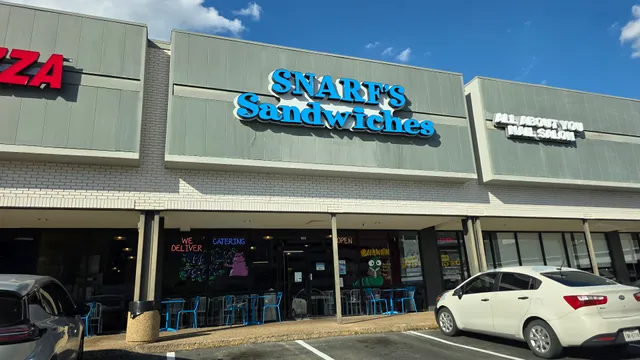 ZZA
SNARF'S
Sandwiches
ALL ABOUT YOU
NAIL SALON
WE
DELIVER
CATERING
OPEN